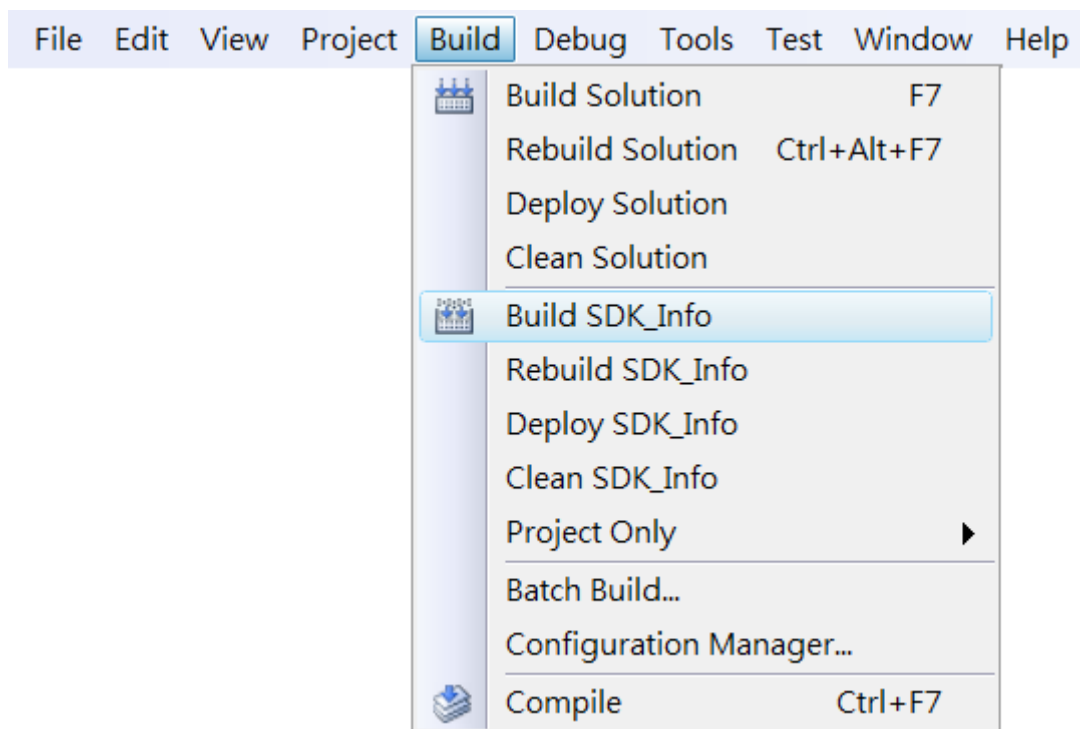 File Edit View Project Build Debug Tools Test Window Help
Build Solution F7
Rebuild Solution Ctrl+Alt+F7
Deploy Solution
Clean Solution
Build SDK_Info
Rebuild SDK_Info
Deploy SDK_Info
Clean SDK_Info
Project Only
Batch Build...
Configuration Manager...
Compile Ctrl+F7